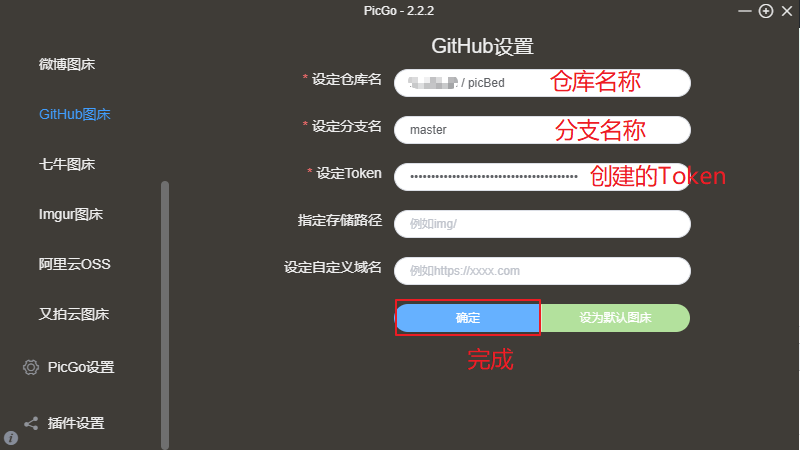 PicGo - 2.2.2
微博图床
GitHub图床
七牛图床
Imgur图床
阿里云OSS
又拍云图床
PicGo设置
插件设置
GitHub设置
* 设定仓库名
/ picBed
仓库名称
* 设定分支名
master
分支名称
* 设定Token
创建的Token
指定存储路径
例如img/
设定自定义域名
例如https://xxxx.com
确定
设为默认图床
完成